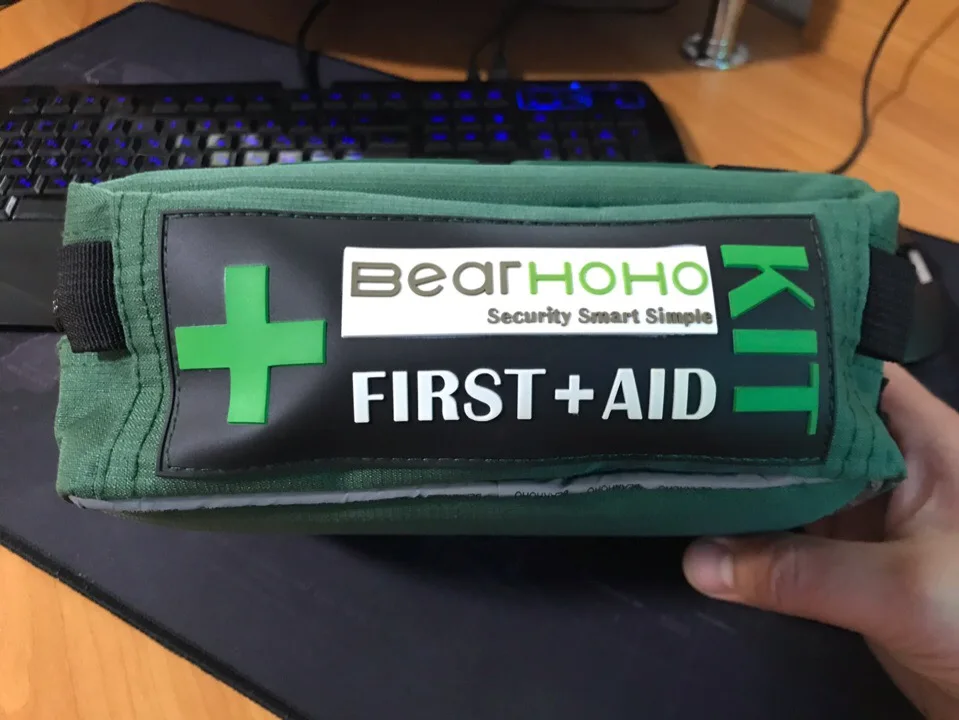 BearHOHO
Security Smart Simple
FIRST+AID
KIT